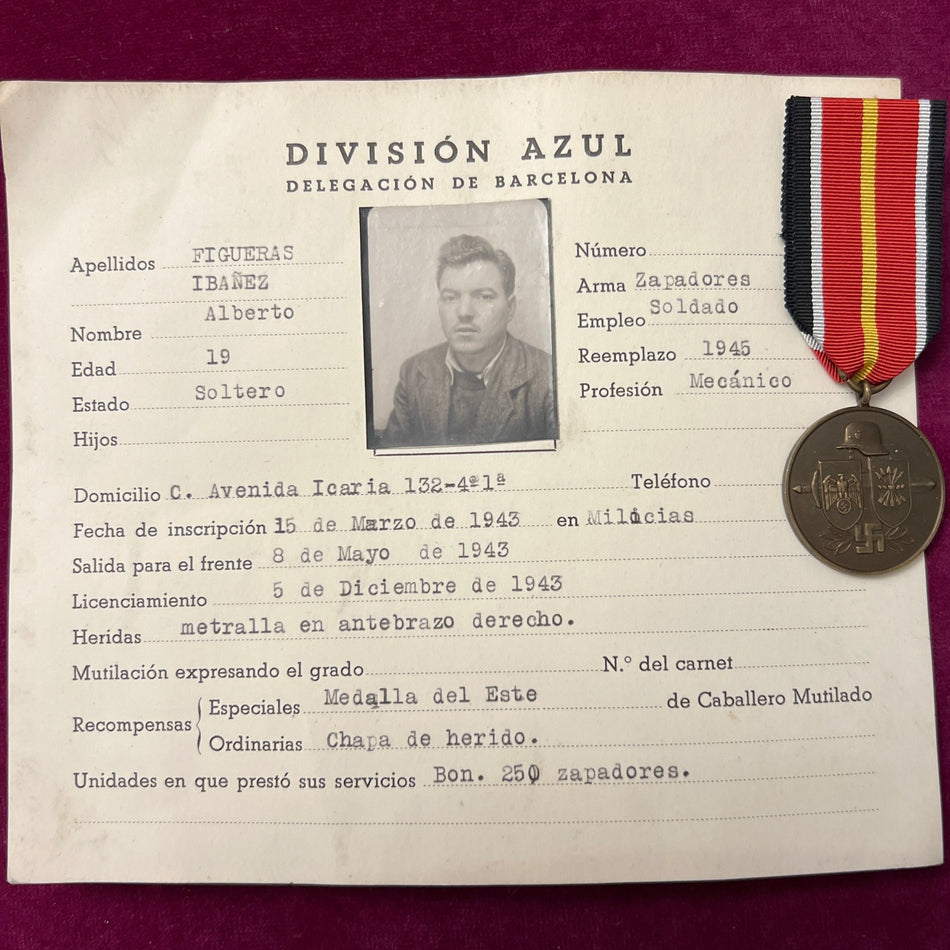 DIVISIÓN AZUL
DELEGACIÓN DE BARCELONA
Apellidos FIGUERAS
IBAÑEZ
Nombre Alberto
Edad 19
Estado Soltero
Hijos
Número
Arma Zapadores
Empleo Soldado
Reemplazo 1945
Profesión Mecánico
Domicilio C. Avenida Icaria 132-4º1ª Teléfono
Fecha de inscripción 15 de Marzo de 1943 en Milicias
Salida para el frente 8 de Mayo de 1943
Licenciamiento 5 de Diciembre de 1943
Heridas metralla en antebrazo derecho.
Mutilación expresando el grado N.º del carnet
de Caballero Mutilado
Recompensas
Especiales Medalla del Este
Ordinarias Chapa de herido.
Unidades en que prestó sus servicios Bon. 250 zapadores.